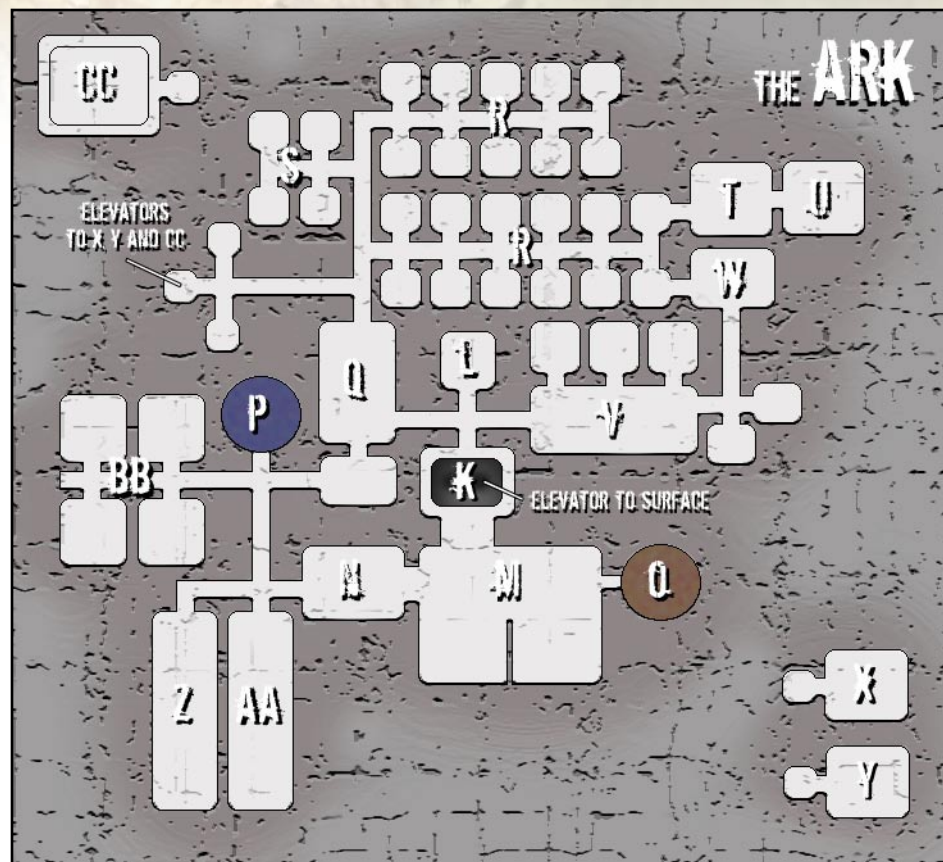 CC
THE ARK
R
S
T
U
ELEVATORS
TO X, Y AND CC
R
W
L
Q
V
P
BB
K
ELEVATOR TO SURFACE
N
M
O
Z
AA
X
Y